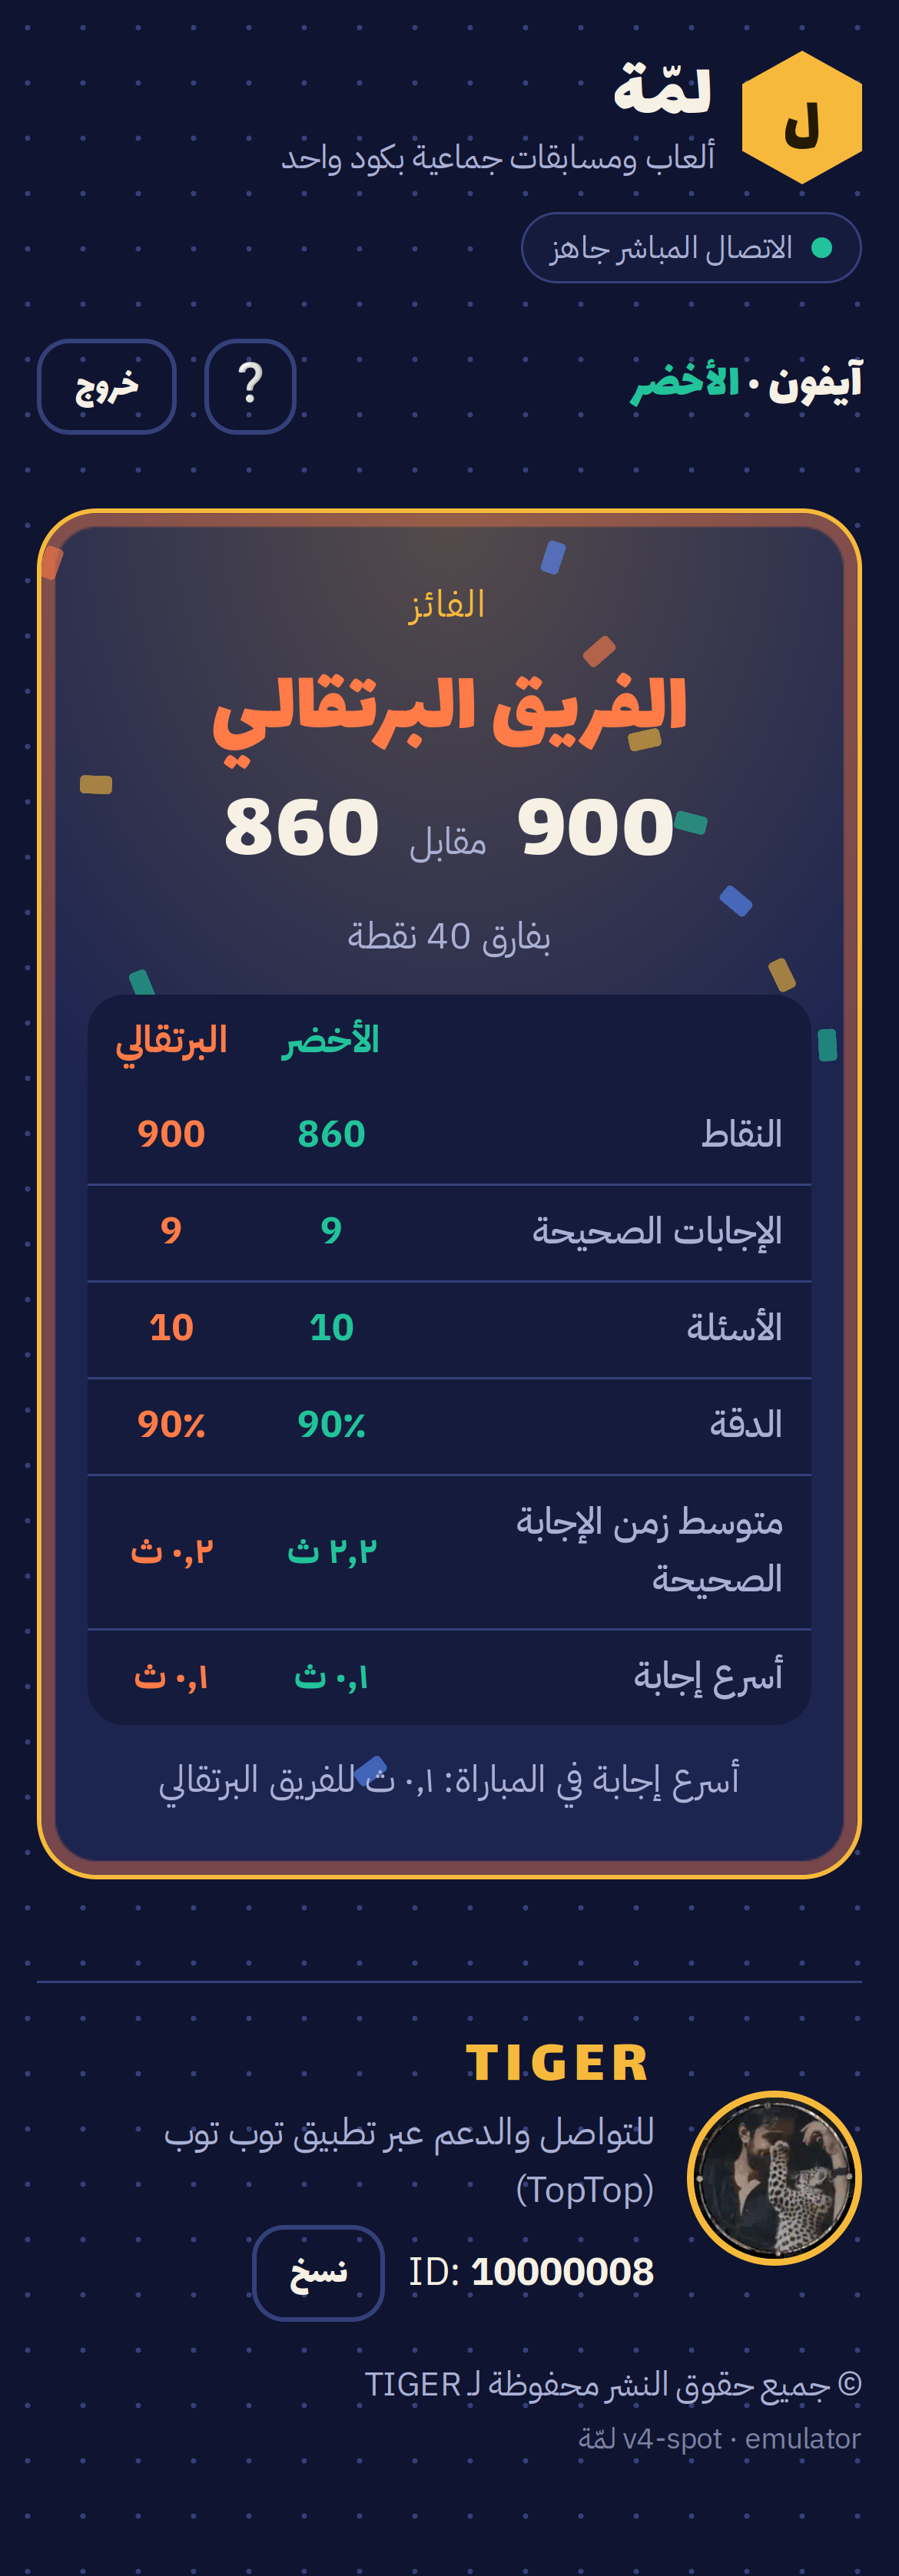 ل
لمّة
ألعاب ومسابقات جماعية بكود واحد
الاتصال المباشر جاهز
آيفون · الأخضر
❔
خروج
الفائز
الفريق البرتقالي
900 مقابل 860
بفارق 40 نقطة
الأخضر البرتقالي
النقاط 860 900
الإجابات الصحيحة 9 9
الأسئلة 10 10
الدقة 90٪ 90٪
متوسط زمن الإجابة
الصحيحة ٢,٢ ث ٠,٢ ث
أسرع إجابة ٠,١ ث ٠,١ ث
أسرع إجابة في المباراة: ٠,١ ث للفريق البرتقالي
TIGER
للتواصل والدعم عبر تطبيق توب توب
(TopTop)
ID: 10000008
نسخ
© جميع حقوق النشر محفوظة لـ TIGER
لمّة v4-spot · emulator